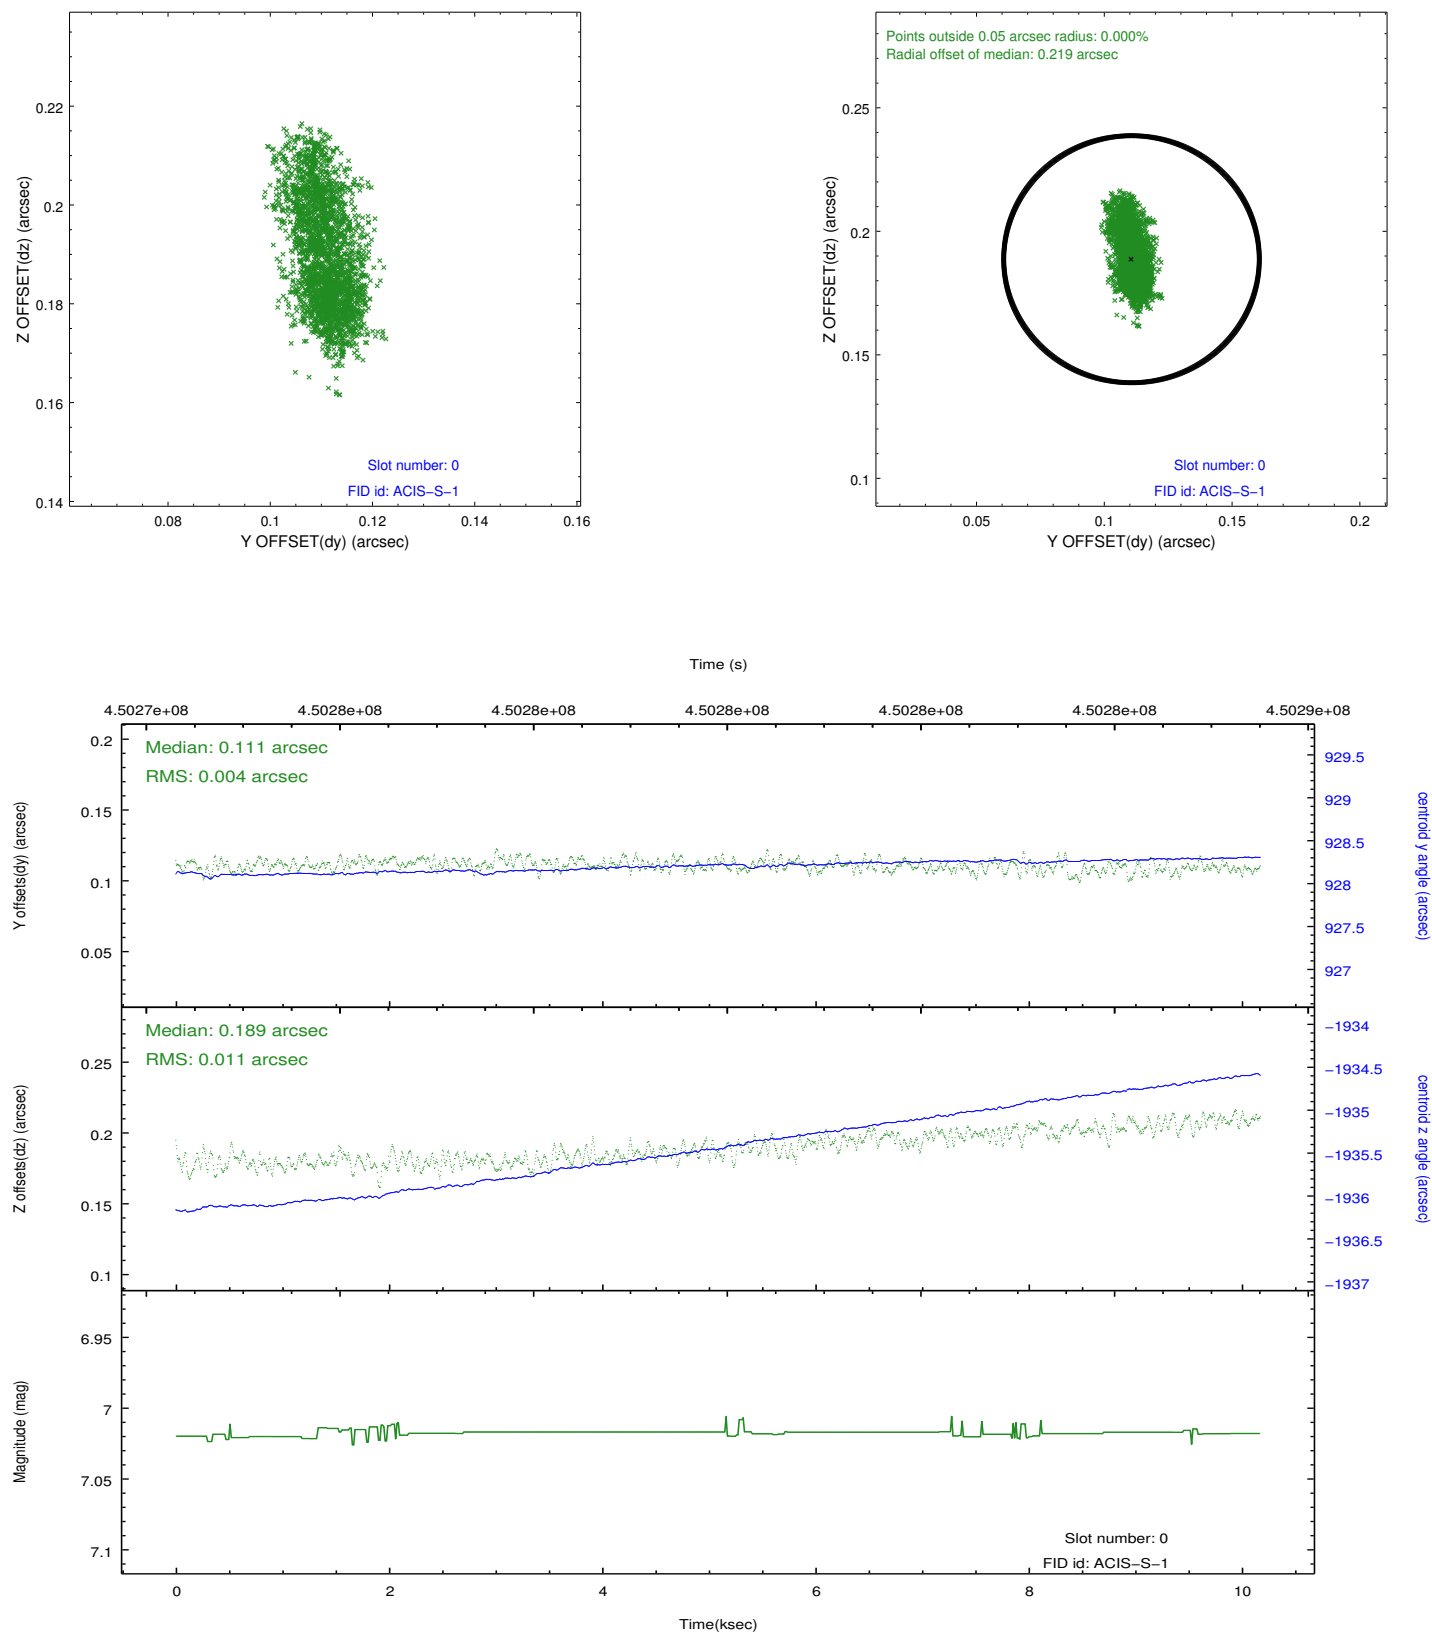 0.22
0.2
0.18
0.16
0.14
Z OFFSET(dz) (arcsec)
0.08 0.1 0.12 0.14 0.16
Y OFFSET(dy) (arcsec)
Slot number: 0
FID id: ACIS−S−1
Points outside 0.05 arcsec radius: 0.000%
Radial offset of median: 0.219 arcsec
0.25
0.2
0.15
0.1
Z OFFSET(dz) (arcsec)
0.05 0.1 0.15 0.2
Y OFFSET(dy) (arcsec)
Slot number: 0
FID id: ACIS−S−1
Time (s)
4.5027e+08 4.5028e+08 4.5028e+08 4.5028e+08 4.5028e+08 4.5028e+08 4.5029e+08
Median: 0.111 arcsec
RMS: 0.004 arcsec
0.2
0.15
0.1
0.05
Y offsets(dy) (arcsec)
929.5
929
928.5
928
927.5
927
centroid y angle (arcsec)
Median: 0.189 arcsec
RMS: 0.011 arcsec
0.25
0.2
0.15
0.1
Z offsets(dz) (arcsec)
−1934
−1934.5
−1935
−1935.5
−1936
−1936.5
−1937
centroid z angle (arcsec)
6.95
7
7.05
7.1
Magnitude (mag)
Slot number: 0
FID id: ACIS−S−1
0 2 4 6 8 10
Time(ksec)